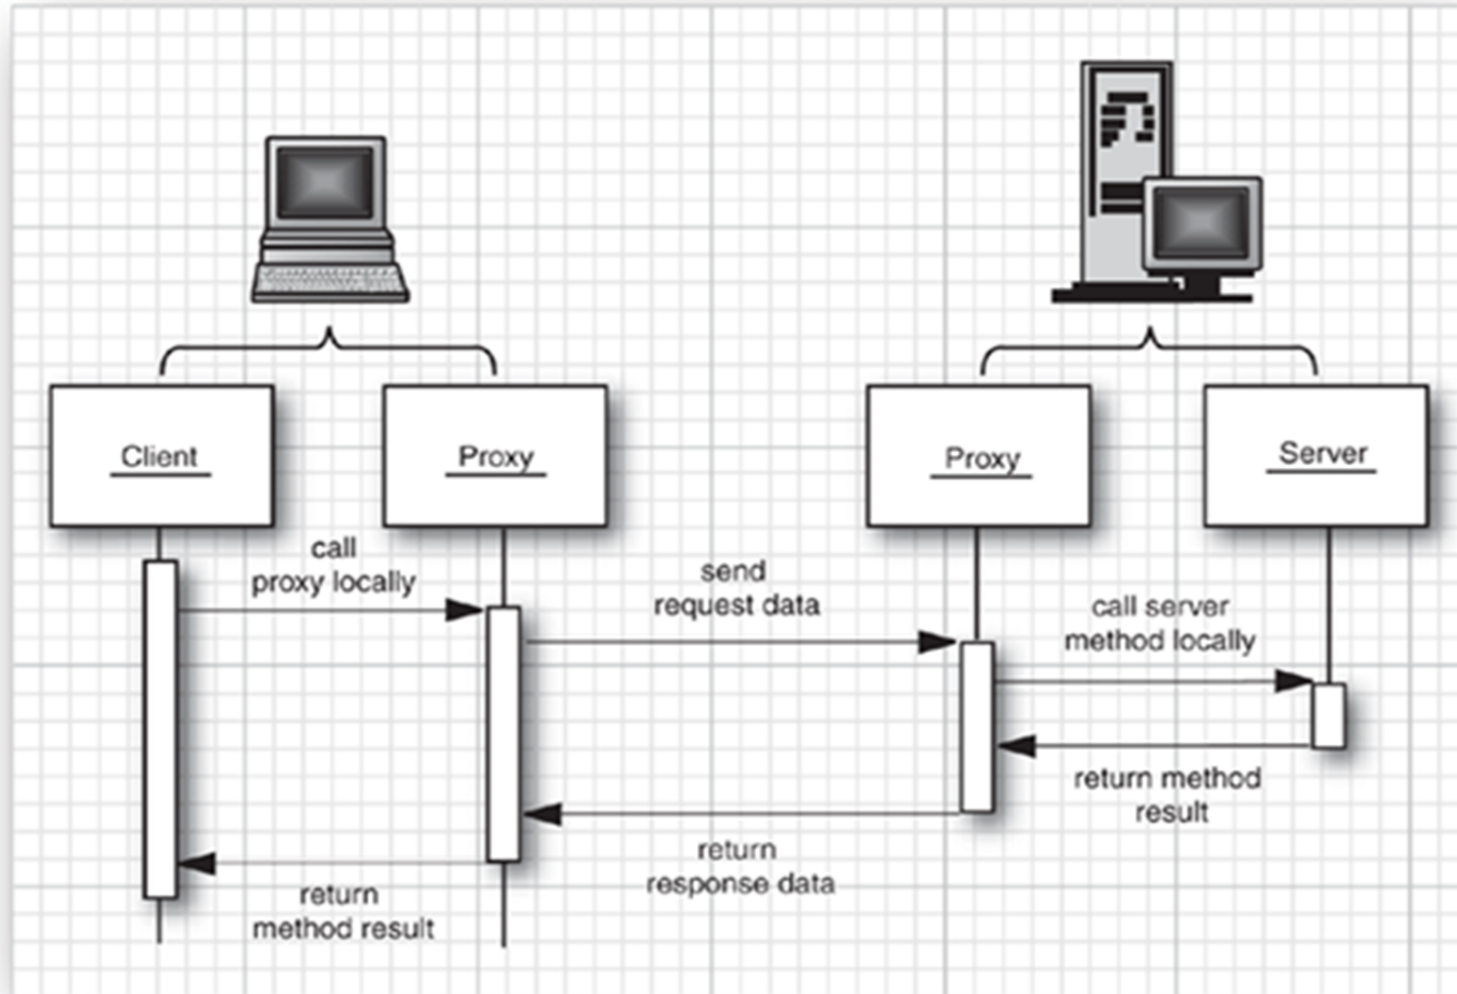 Client
Proxy
Proxy
Server
call
proxy locally
send
request data
call server
method locally
return method
result
return
response data
return
method result